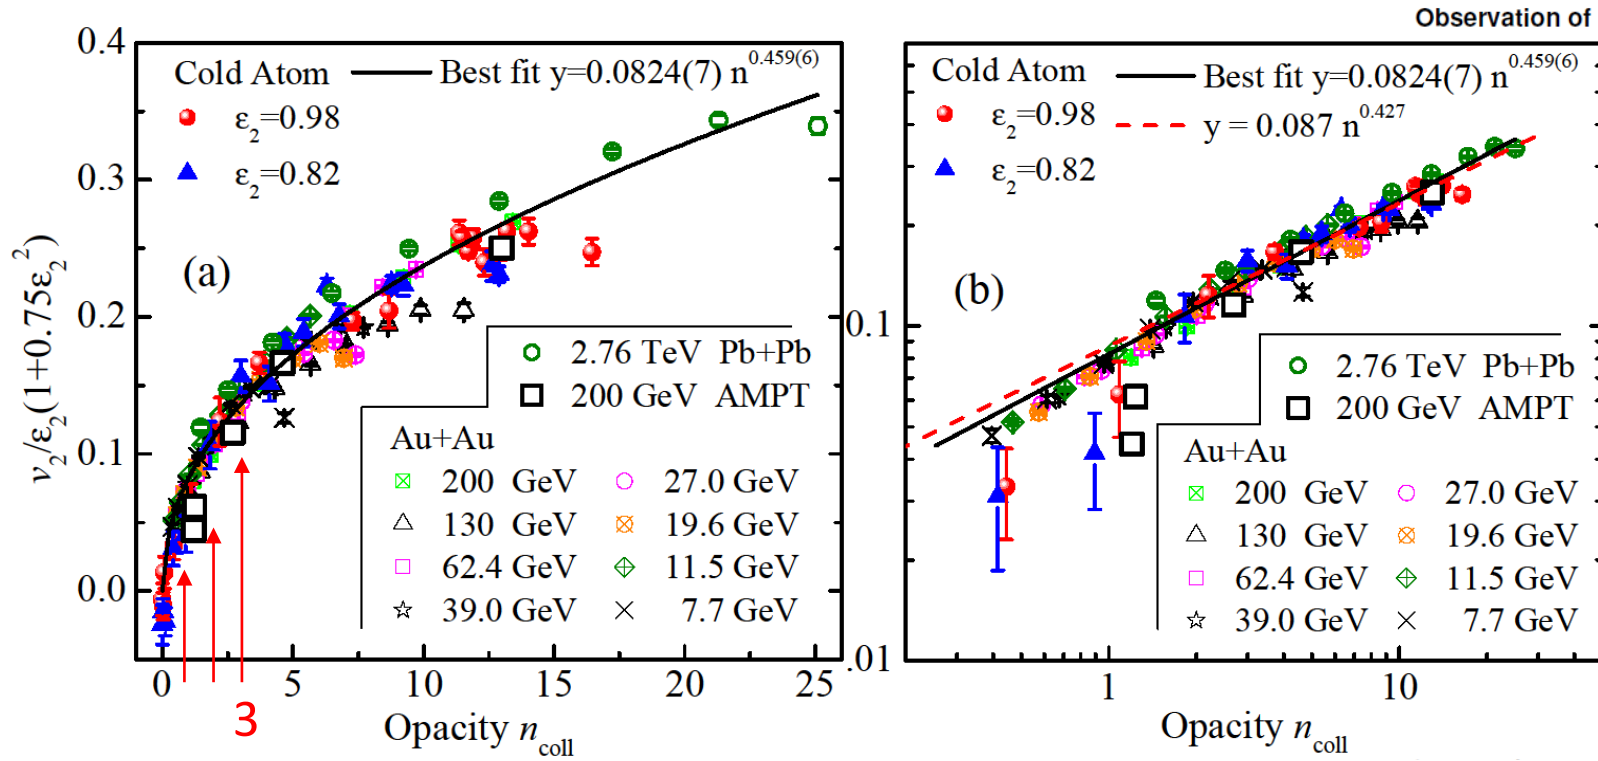 Observation of
0.4
0.3
0.2
0.1
0.0
v₂/ε₂(1+0.75ε₂²)
Cold Atom
Best fit y=0.0824(7) n^0.459(6)
ε₂=0.98
ε₂=0.82
(a)
2.76 TeV Pb+Pb
200 GeV AMPT
Au+Au
200 GeV
27.0 GeV
130 GeV
19.6 GeV
62.4 GeV
11.5 GeV
39.0 GeV
7.7 GeV
0 5 10 15 20 25
3
Opacity n_coll
Cold Atom
Best fit y=0.0824(7) n^0.459(6)
ε₂=0.98
y = 0.087 n^0.427
ε₂=0.82
(b)
0.1
2.76 TeV Pb+Pb
200 GeV AMPT
Au+Au
200 GeV
27.0 GeV
130 GeV
19.6 GeV
62.4 GeV
11.5 GeV
39.0 GeV
7.7 GeV
.01
1 10
Opacity n_coll